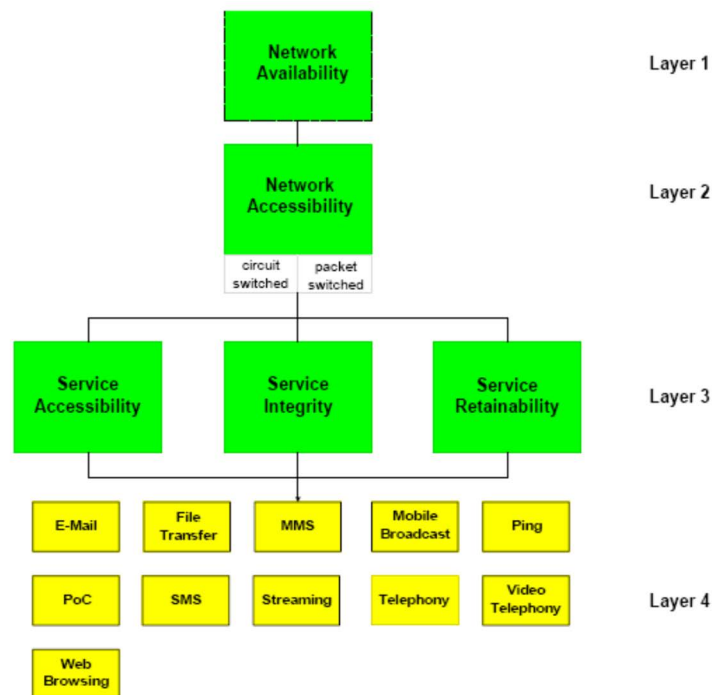 Network
Availability
Layer 1
Network
Accessibility
Layer 2
circuit
switched
packet
switched
Service
Accessibility
Service
Integrity
Service
Retainability
Layer 3
E-Mail
File
Transfer
MMS
Mobile
Broadcast
Ping
PoC
SMS
Streaming
Telephony
Video
Telephony
Layer 4
Web
Browsing